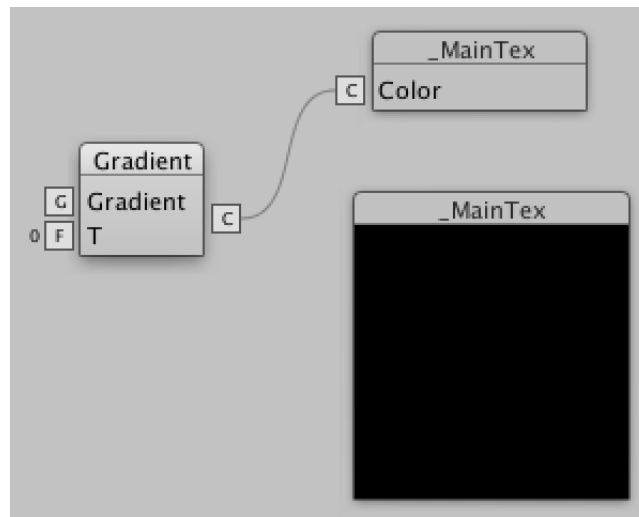 _MainTex
C Color
Gradient
G Gradient
C
0 F T
_MainTex